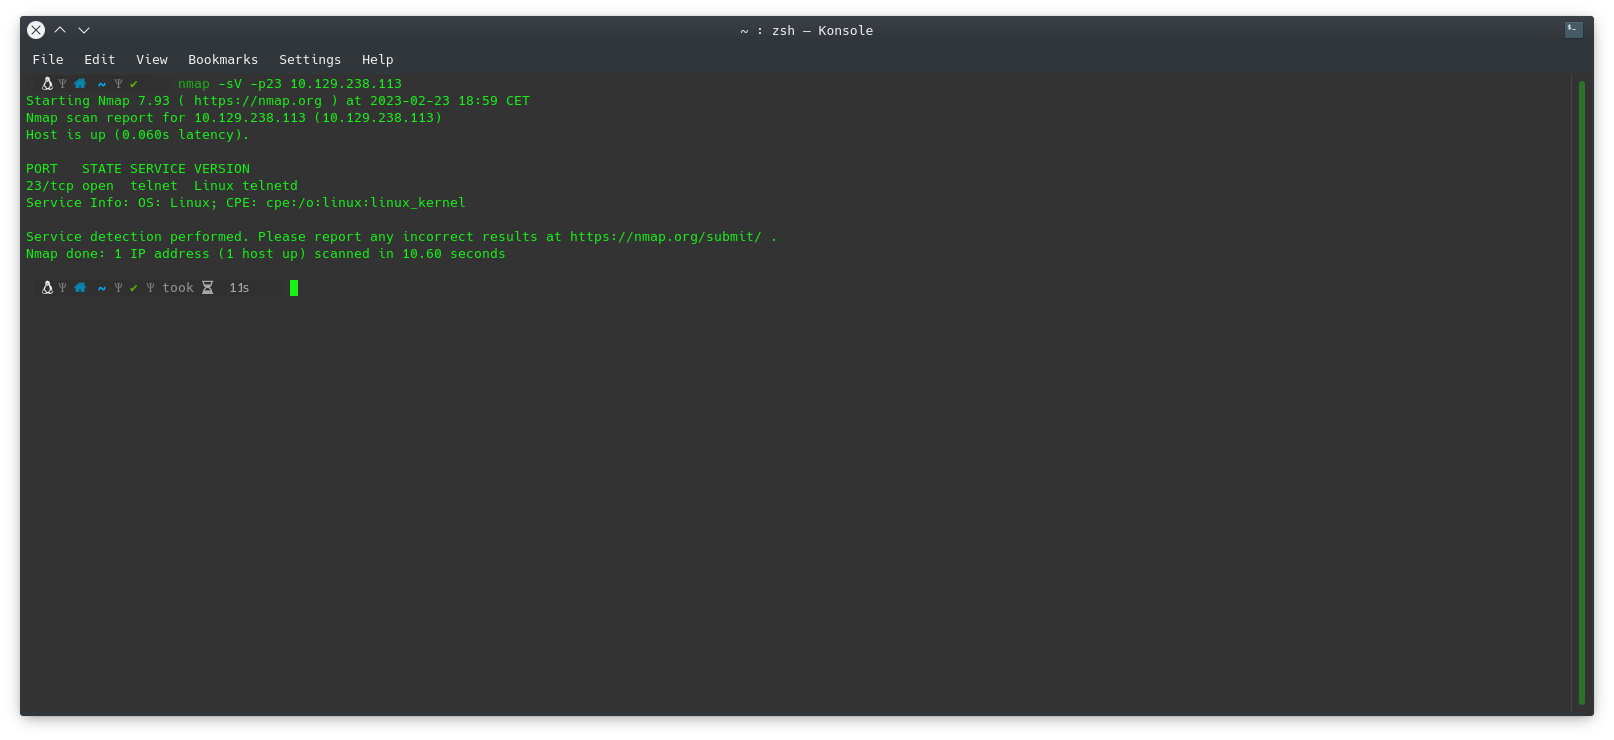 ~ : zsh — Konsole
File Edit View Bookmarks Settings Help
~ ✔ nmap -sV -p23 10.129.238.113
Starting Nmap 7.93 ( https://nmap.org ) at 2023-02-23 18:59 CET
Nmap scan report for 10.129.238.113 (10.129.238.113)
Host is up (0.060s latency).
PORT   STATE SERVICE VERSION
23/tcp open  telnet  Linux telnetd
Service Info: OS: Linux; CPE: cpe:/o:linux:linux_kernel
Service detection performed. Please report any incorrect results at https://nmap.org/submit/ .
Nmap done: 1 IP address (1 host up) scanned in 10.60 seconds
~ ✔ took 11s